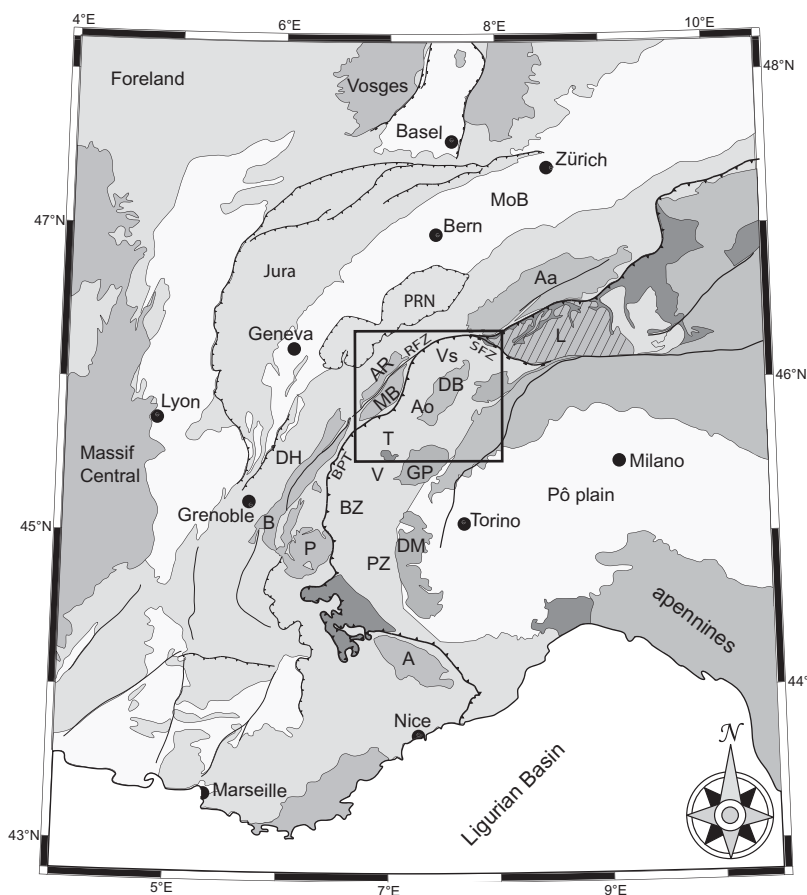 4°E
6°E
8°E
10°E
48°N
Foreland
Vosges
Basel
Zürich
MoB
47°N
Bern
Jura
Aa
PRN
Geneva
L
RFZ
SFZ
Vs
AR
46°N
DB
MB
Ao
Lyon
T
Massif
Central
DH
BPT
V
GP
Milano
Pô plain
Grenoble
B
BZ
Torino
45°N
P
DM
PZ
apennines
A
44°
Nice
N
Ligurian Basin
Marseille
43°N
5°E
7°E
9°E